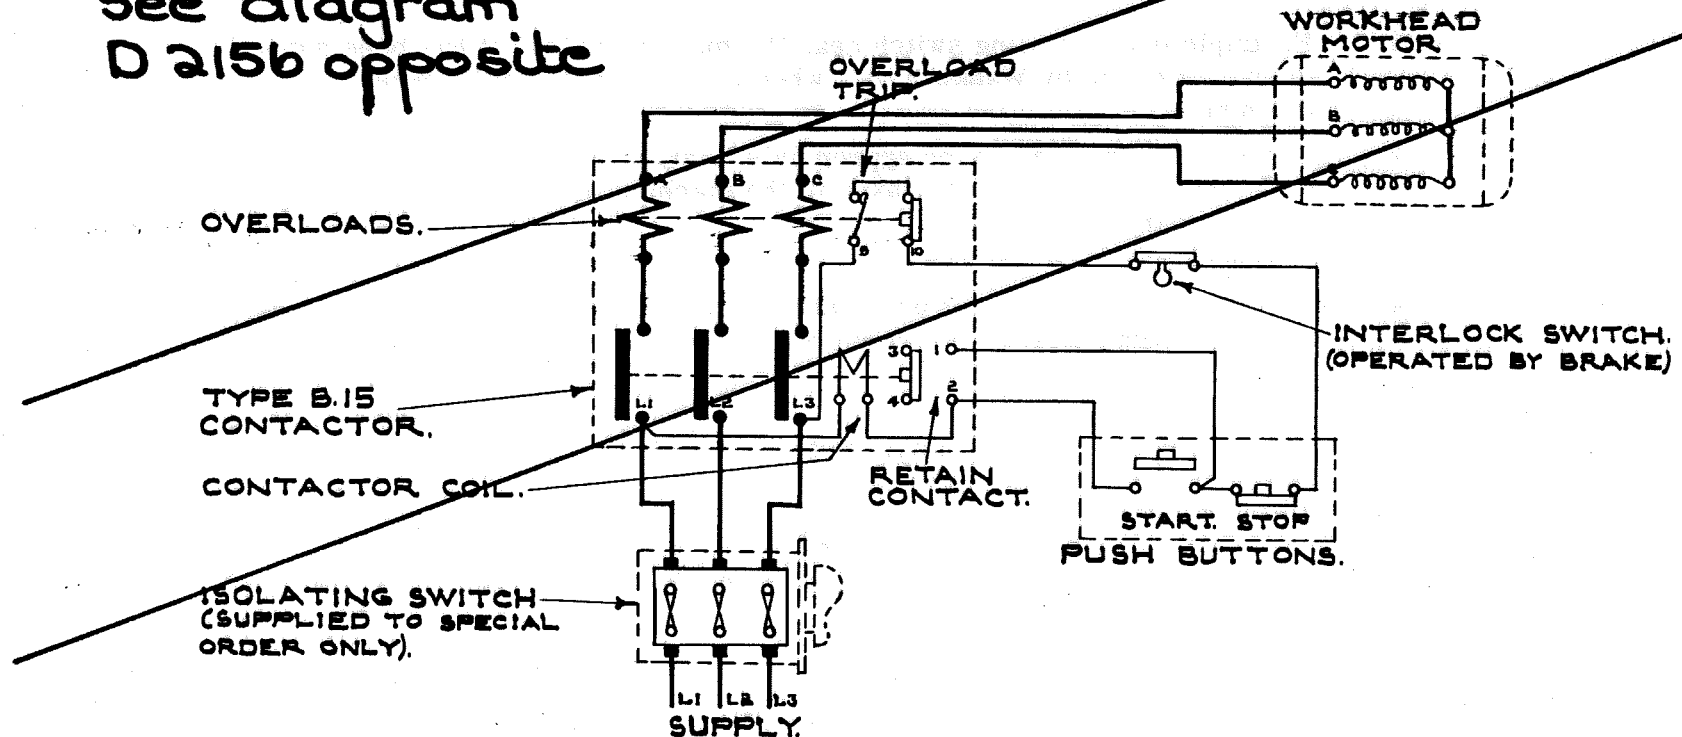 See diagram
D 2156 opposite
WORKHEAD
MOTOR
OVERLOAD
TRIP.
A
B
A
B
C
OVERLOADS.
9
10
INTERLOCK SWITCH.
(OPERATED BY BRAKE)
3
1
2
4
L1
L2
L3
TYPE B.15
CONTACTOR.
CONTACTOR COIL.
RETAIN
CONTACT.
START. STOP
PUSH BUTTONS.
ISOLATING SWITCH
(SUPPLIED TO SPECIAL
ORDER ONLY).
L1 L2 L3
SUPPLY.